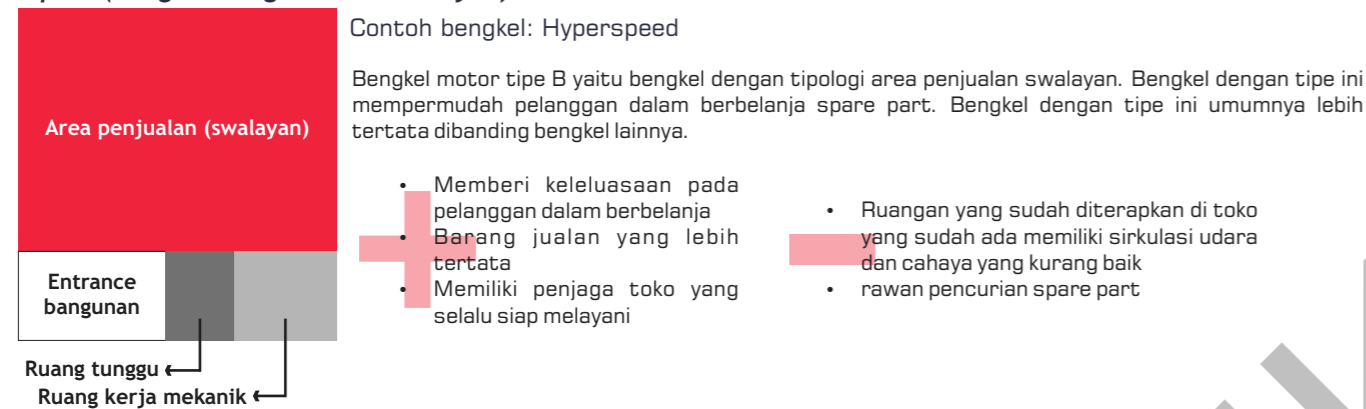 Area penjualan (swalayan)
Entrance
bangunan
Ruang tunggu
Ruang kerja mekanik
Contoh bengkel: Hyperspeed
Bengkel motor tipe B yaitu bengkel dengan tipologi area penjualan swalayan. Bengkel dengan tipe ini
mempermudah pelanggan dalam berbelanja spare part. Bengkel dengan tipe ini umumnya lebih
tertata dibanding bengkel lainnya.
• Memberi keleluasaan pada
pelanggan dalam berbelanja
• Barang jualan yang lebih
tertata
• Memiliki penjaga toko yang
selalu siap melayani
• Ruangan yang sudah diterapkan di toko
yang sudah ada memiliki sirkulasi udara
dan cahaya yang kurang baik
• rawan pencurian spare part